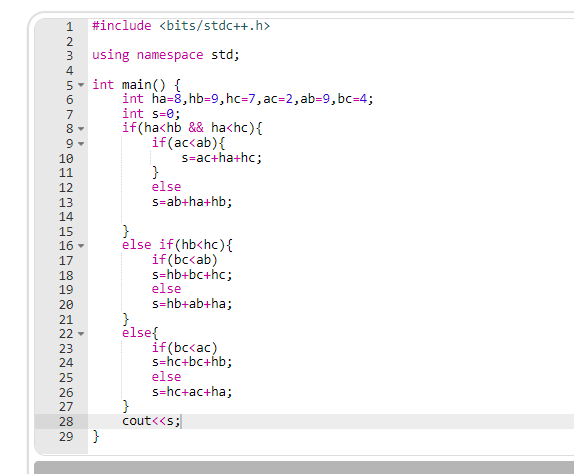 1 #include <bits/stdc++.h>
2
3 using namespace std;
4
5 int main() {
6 int ha=8,hb=9,hc=7,ac=2,ab=9,bc=4;
7 int s=0;
8 if(ha<hb && ha<hc){
9 if(ac<ab){
10 s=ac+ha+hc;
11 }
12 else
13 s=ab+ha+hb;
14
15 }
16 else if(hb<hc){
17 if(bc<ab)
18 s=hb+bc+hc;
19 else
20 s=hb+ab+ha;
21 }
22 else{
23 if(bc<ac)
24 s=hc+bc+hb;
25 else
26 s=hc+ac+ha;
27 }
28 cout<<s;
29 }